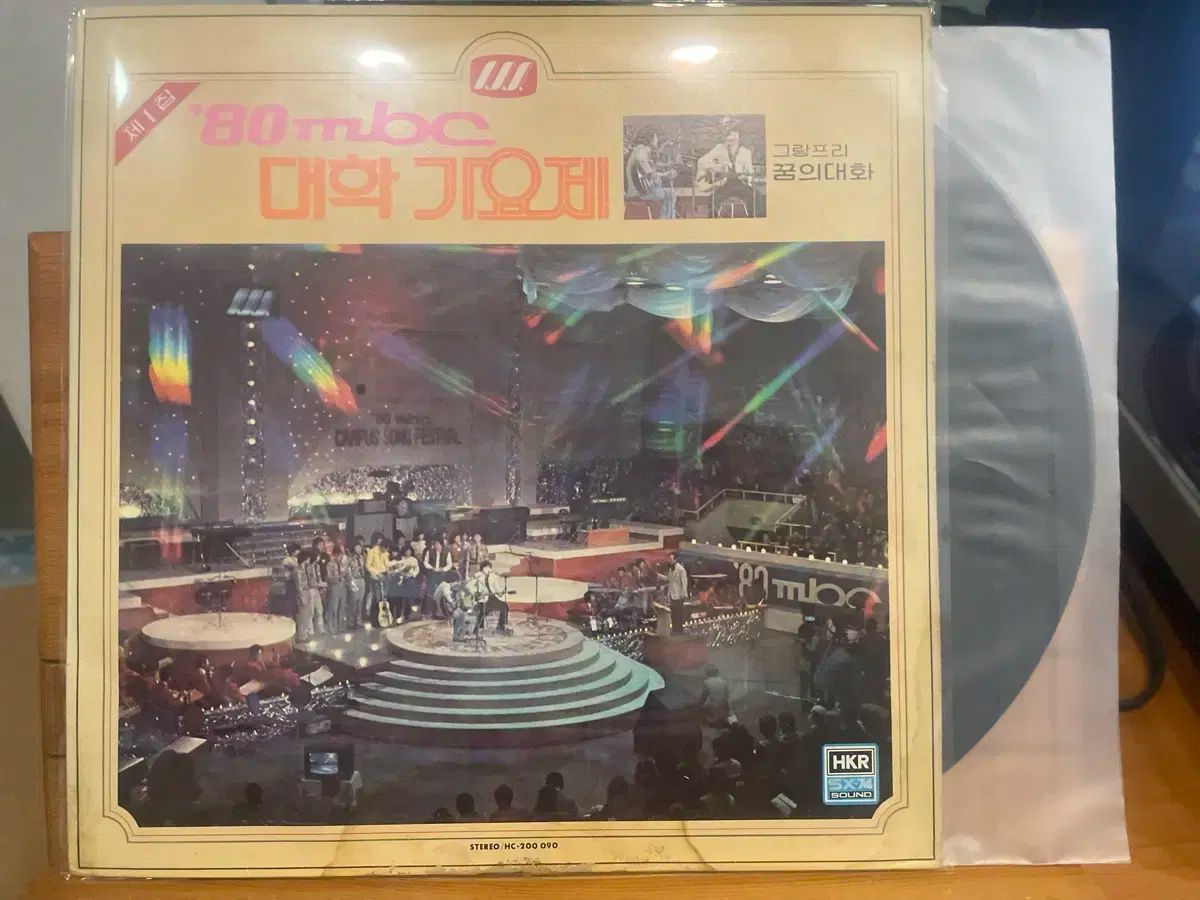 제1집
'80 mbc
대학가요제
그랑프리
꿈의대화
'80 mbc
CAMPUS SONG FESTIVAL
'80 mbc
HKR
SX-74
SOUND
STEREO/HC-200 090